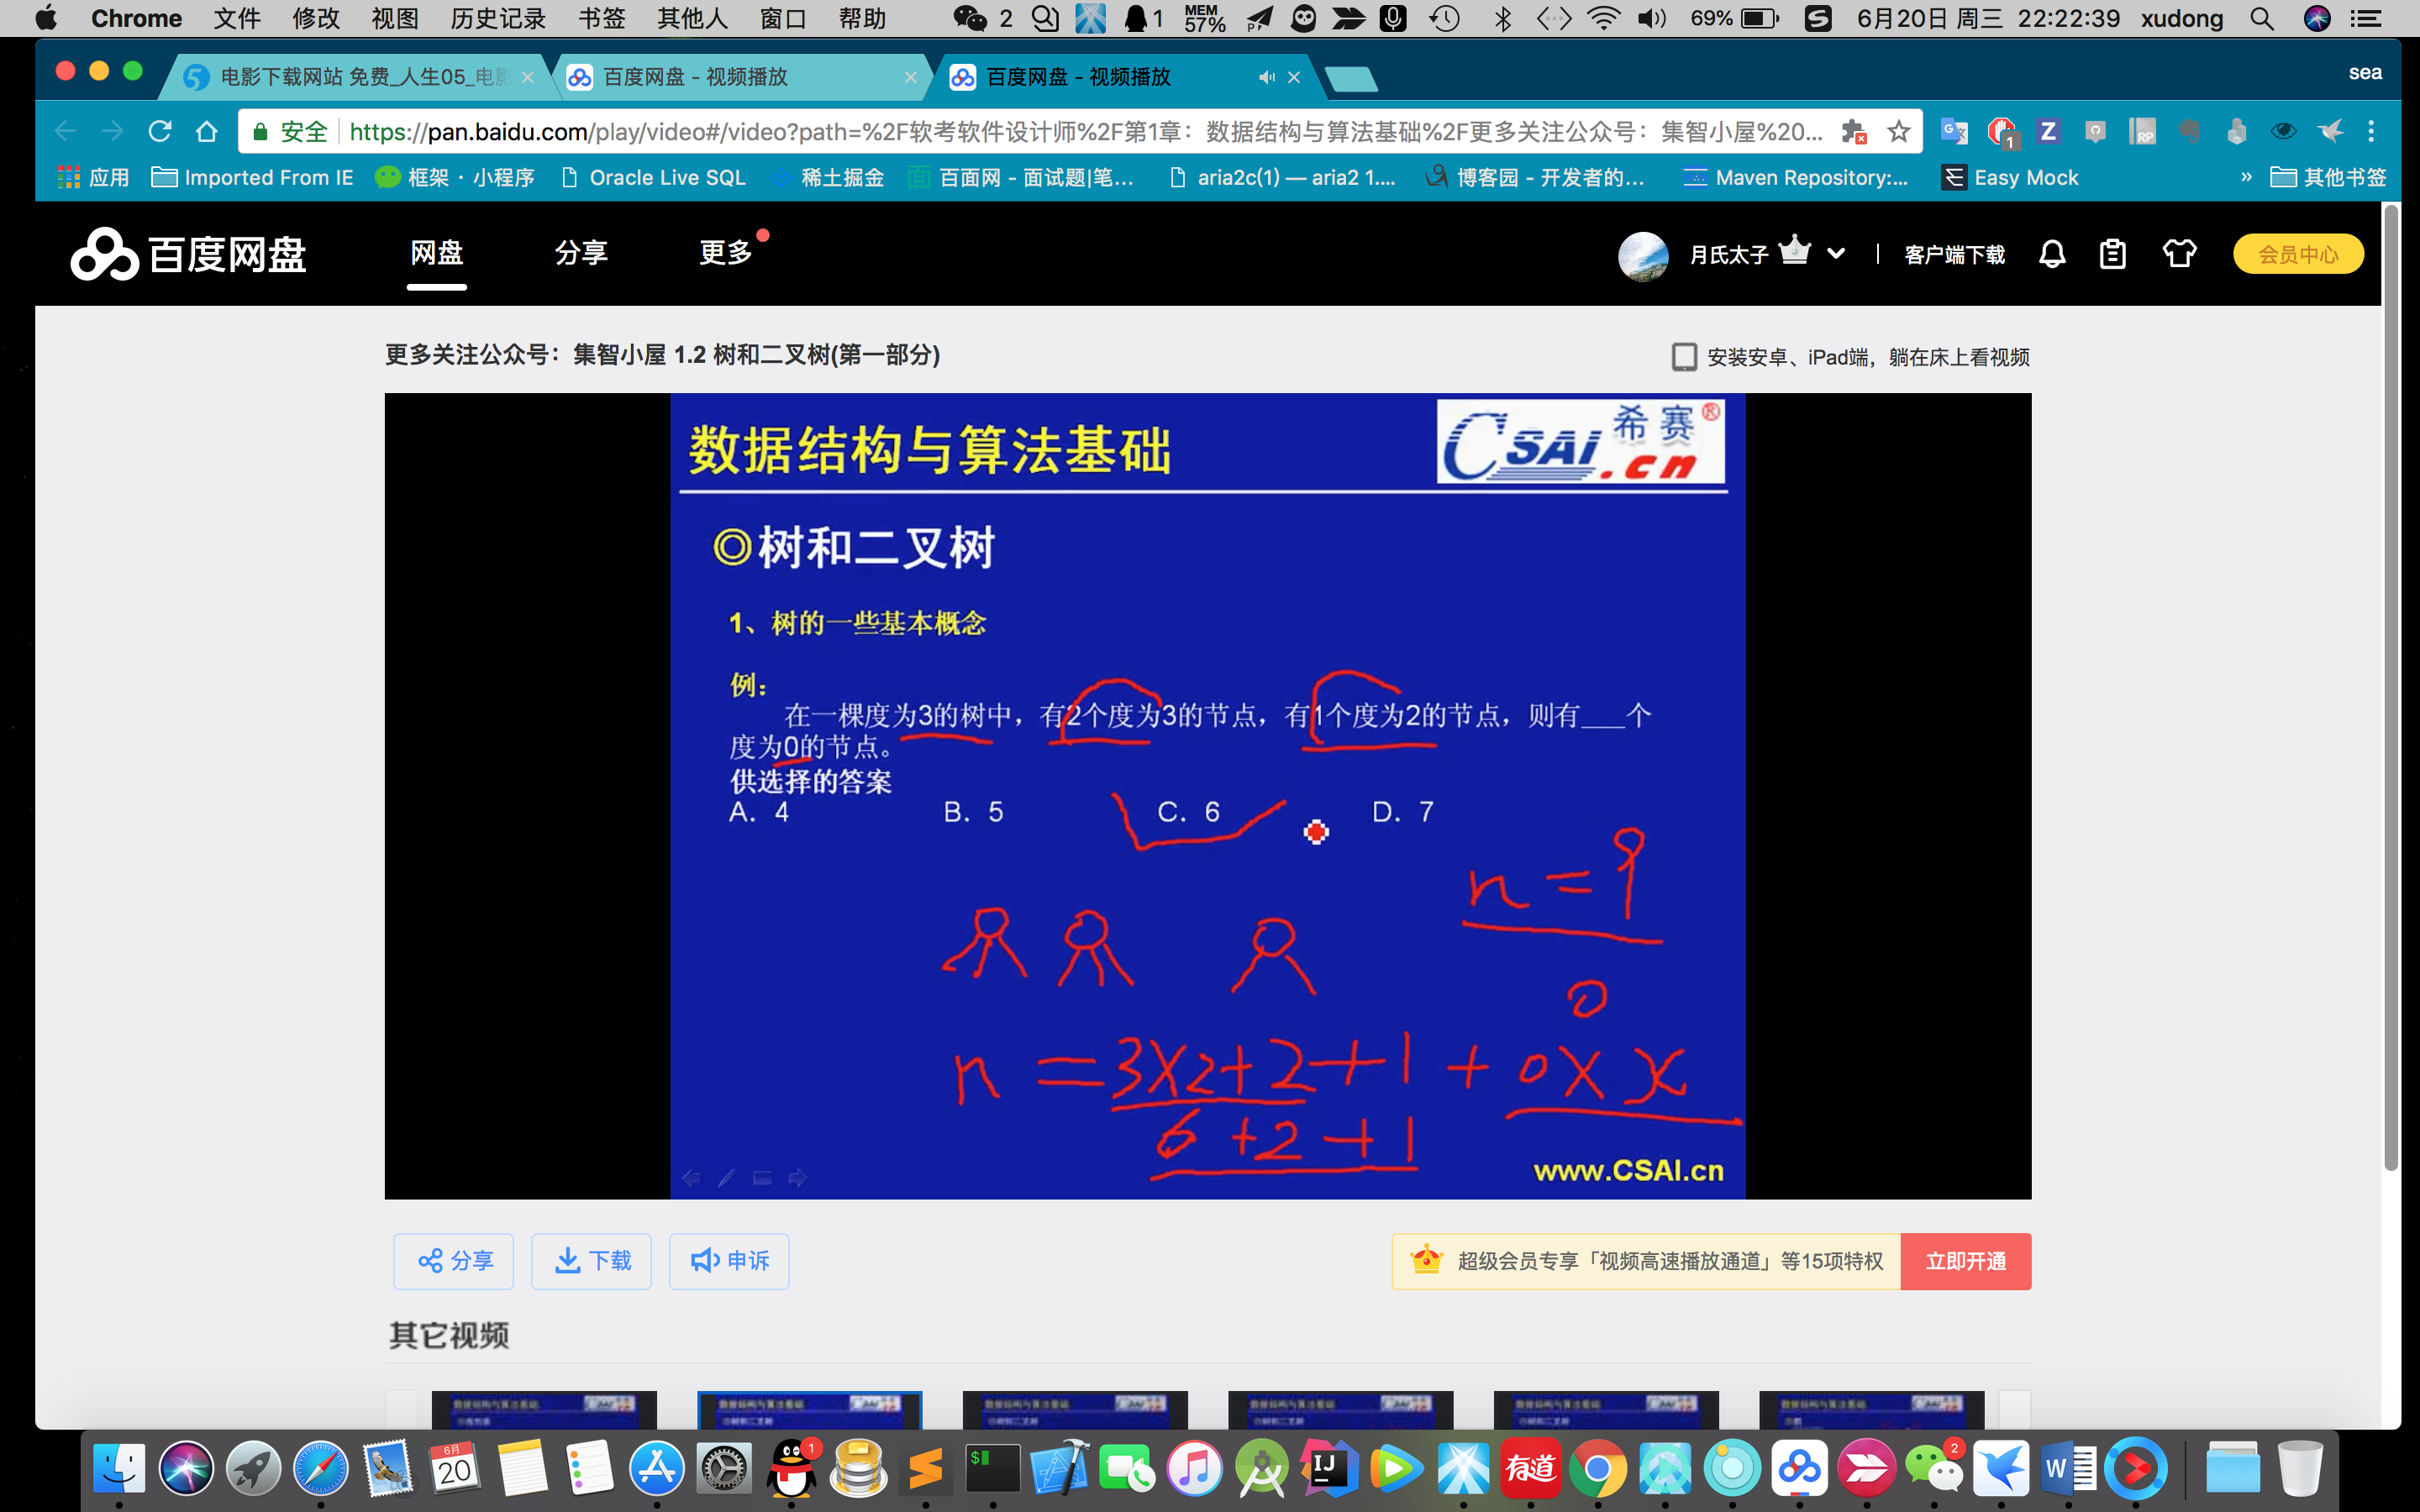 Chrome 文件 修改 视图 历史记录 书签 其他人 窗口 帮助 2 1 MEM 57% 69% 6月20日 周三 22:22:39 xudong
电影下载网站 免费_人生05_电影 百度网盘 - 视频播放 百度网盘 - 视频播放 sea
安全 https://pan.baidu.com/play/video#/video?path=%2F软考软件设计师%2F第1章：数据结构与算法基础%2F更多关注公众号：集智小屋%20... 1
应用 Imported From IE 框架 · 小程序 Oracle Live SQL 稀土掘金 百面网 - 面试题|笔... aria2c(1) — aria2 1.... 博客园 - 开发者的... Maven Repository:... Easy Mock » 其他书签
百度网盘 网盘 分享 更多 月氏太子 客户端下载 会员中心
更多关注公众号：集智小屋 1.2 树和二叉树(第一部分) 安装安卓、iPad端，躺在床上看视频
数据结构与算法基础 CSAI.cn 希赛®
◎树和二叉树
1、树的一些基本概念
例：
在一棵度为3的树中，有2个度为3的节点，有1个度为2的节点，则有___个
度为0的节点。
供选择的答案
A. 4 B. 5 C. 6 D. 7
n = 9
0
n = 3X2+2+1 + 0X x
6 +2 +1
www.CSAI.cn
分享 下载 申诉 超级会员专享「视频高速播放通道」等15项特权 立即开通
其它视频
6月 20 1 $ IJ 有道 2 W